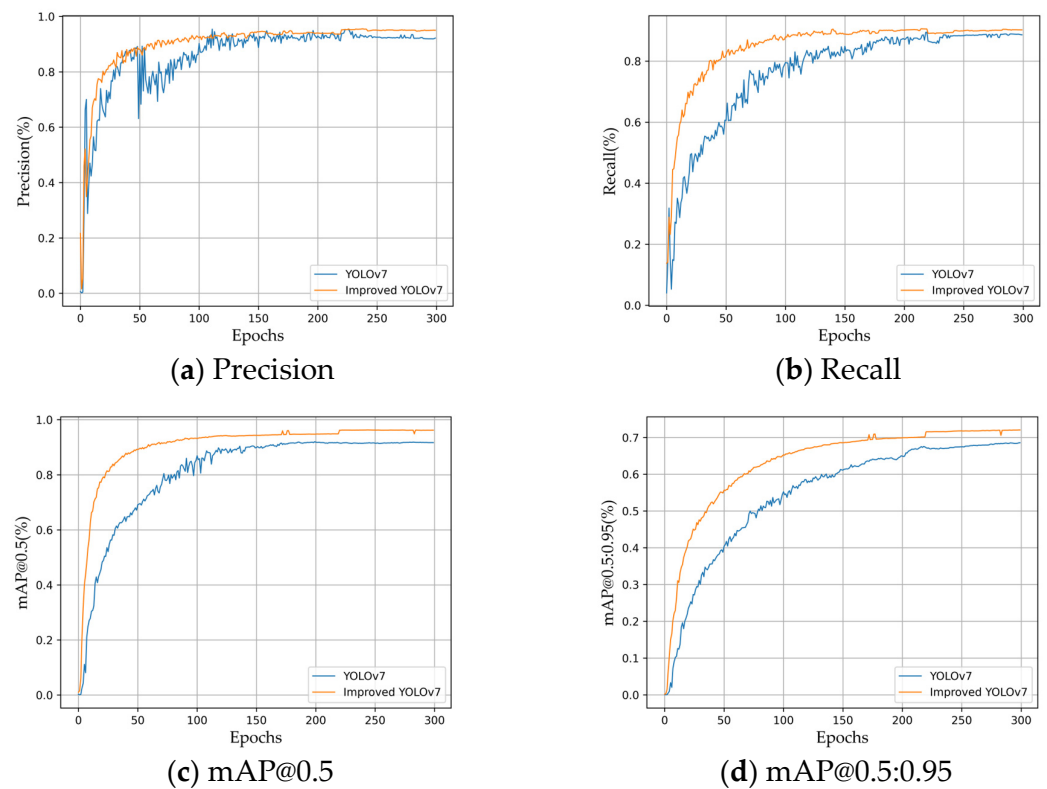 1.0
0.8
0.6
0.4
0.2
0.0
Precision(%)
YOLOv7
Improved YOLOv7
0 50 100 150 200 250 300
Epochs
(a) Precision
0.8
0.6
0.4
0.2
0.0
Recall(%)
YOLOv7
Improved YOLOv7
0 50 100 150 200 250 300
Epochs
(b) Recall
1.0
0.8
0.6
0.4
0.2
0.0
mAP@0.5(%)
YOLOv7
Improved YOLOv7
0 50 100 150 200 250 300
Epochs
(c) mAP@0.5
0.7
0.6
0.5
0.4
0.3
0.2
0.1
0.0
mAP@0.5:0.95(%)
YOLOv7
Improved YOLOv7
0 50 100 150 200 250 300
Epochs
(d) mAP@0.5:0.95